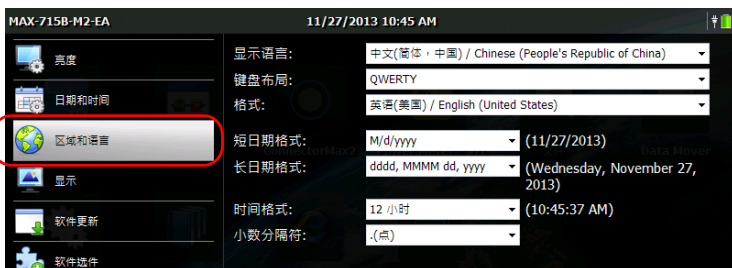 MAX-715B-M2-EA 11/27/2013 10:45 AM
亮度
日期和时间
区域和语言
显示
软件更新
软件选件
显示语言: 中文(简体，中国) / Chinese (People's Republic of China)
键盘布局: QWERTY
格式: 英语(美国) / English (United States)
短日期格式: M/d/yyyy (11/27/2013)
长日期格式: dddd, MMMM dd, yyyy (Wednesday, November 27,
2013)
时间格式: 12 小时 (10:45:37 AM)
小数分隔符: .(点)
ConnectorMax2
Data Mover